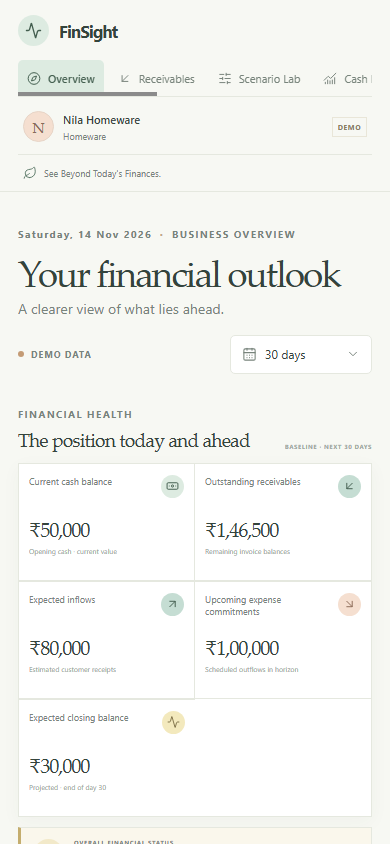 FinSight
Overview
Receivables
Scenario Lab
Cash
N
Nila Homeware
Homeware
DEMO
See Beyond Today's Finances.
Saturday, 14 Nov 2026 · BUSINESS OVERVIEW
Your financial outlook
A clearer view of what lies ahead.
DEMO DATA
30 days
FINANCIAL HEALTH
The position today and ahead
BASELINE · NEXT 30 DAYS
Current cash balance
₹50,000
Opening cash · current value
Outstanding receivables
₹1,46,500
Remaining invoice balances
Expected inflows
₹80,000
Estimated customer receipts
Upcoming expense
commitments
₹1,00,000
Scheduled outflows in horizon
Expected closing balance
₹30,000
Projected · end of day 30
OVERALL FINANCIAL STATUS